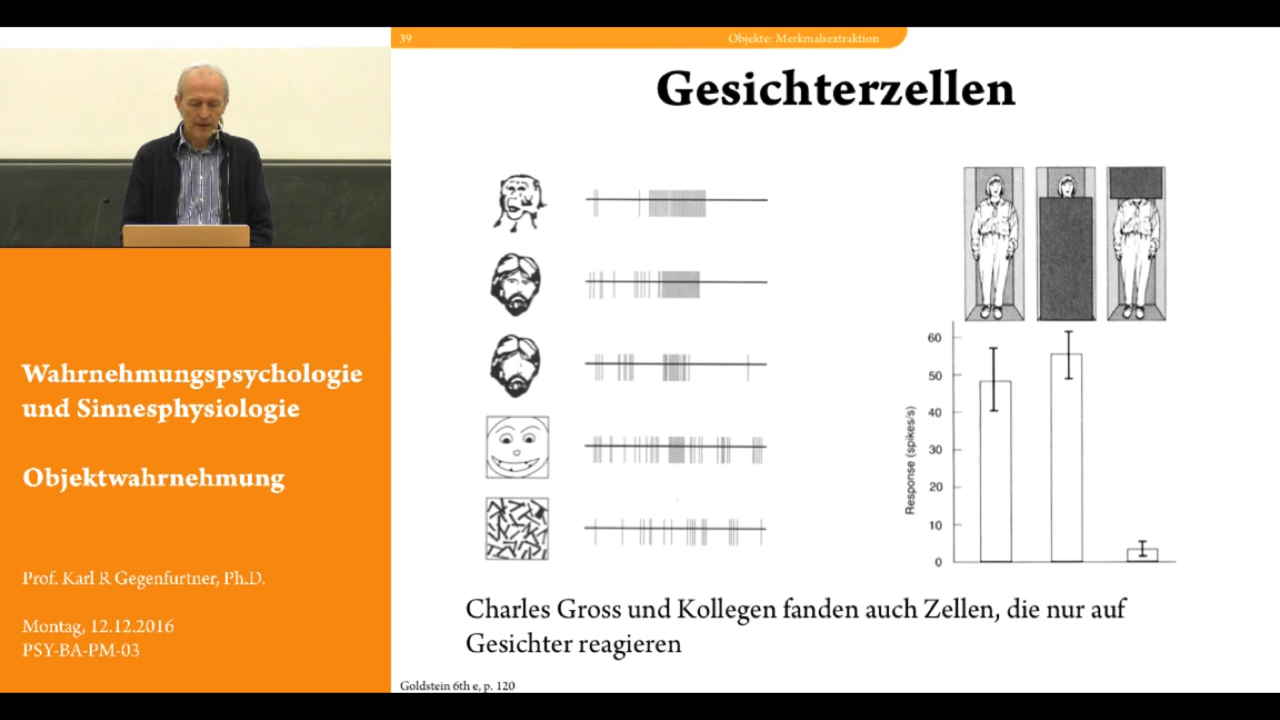 39
Objekte: Merkmalsextraktion
Gesichterzellen
Wahrnehmungspsychologie
und Sinnesphysiologie
Objektwahrnehmung
Prof. Karl R Gegenfurtner, Ph.D.
Montag, 12.12.2016
PSY-BA-PM-03
Response (spikes/s)
60
50
40
30
20
10
0
Charles Gross und Kollegen fanden auch Zellen, die nur auf
Gesichter reagieren
Goldstein 6th e, p. 120